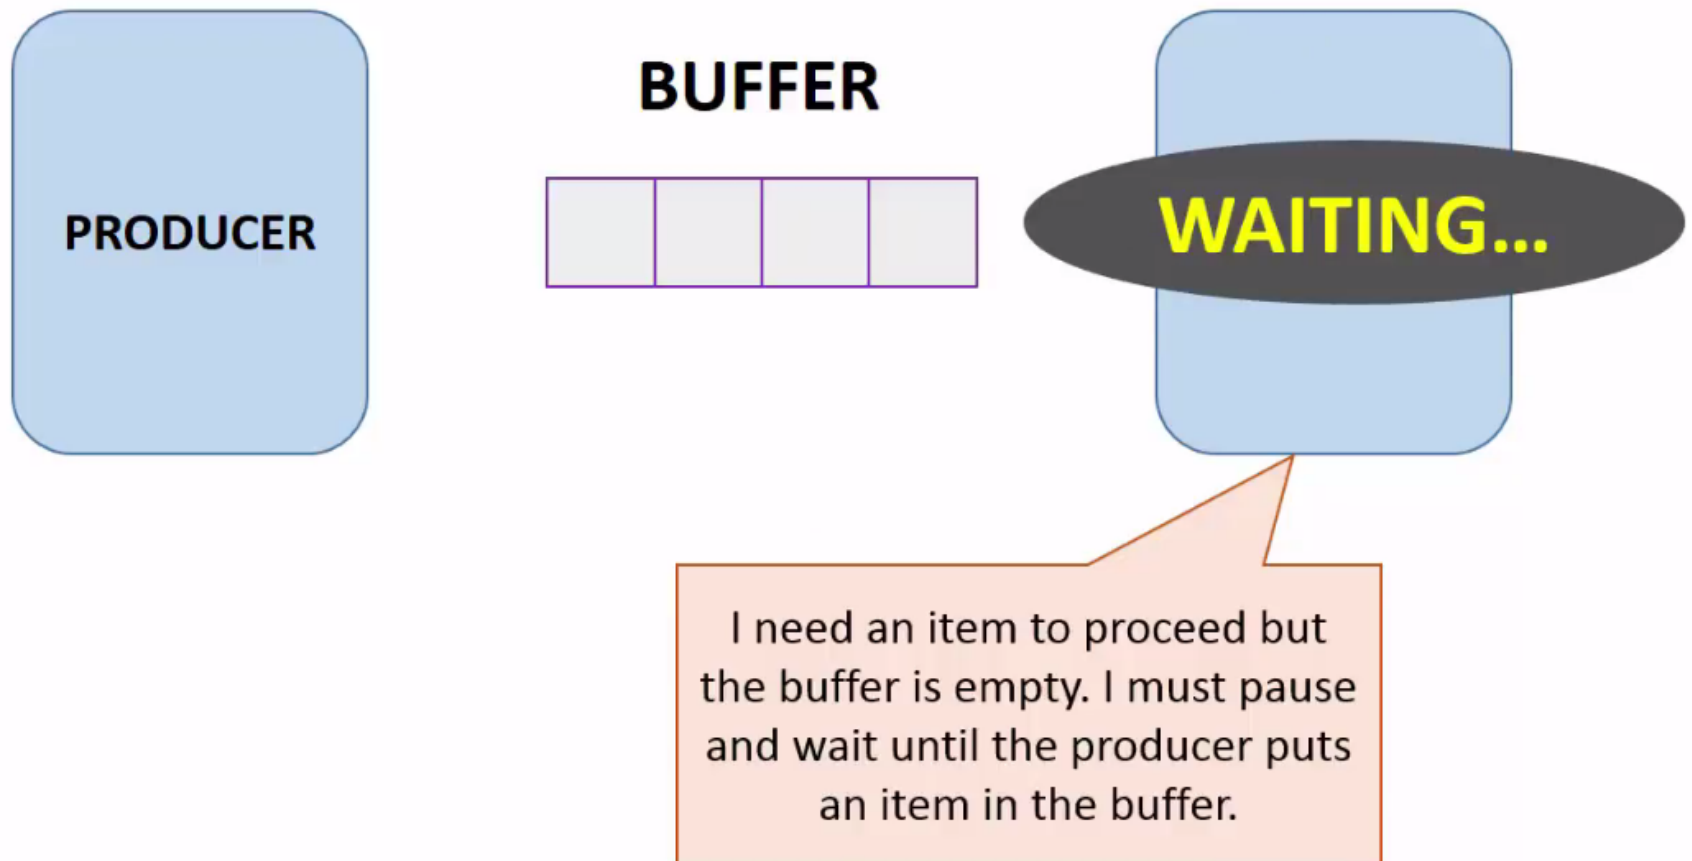 BUFFER
PRODUCER
WAITING...
I need an item to proceed but
the buffer is empty. I must pause
and wait until the producer puts
an item in the buffer.